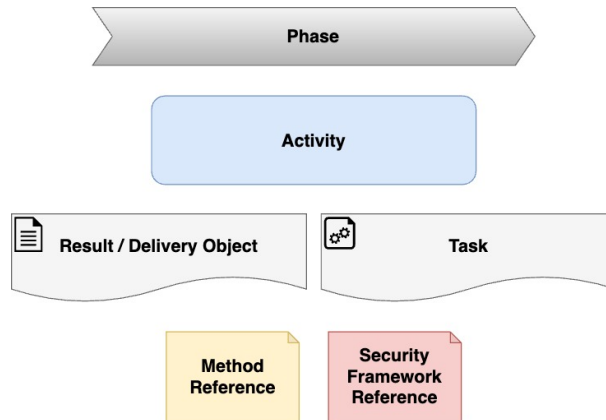 Phase
Activity
Result / Delivery Object
Task
Method
Reference
Security
Framework
Reference